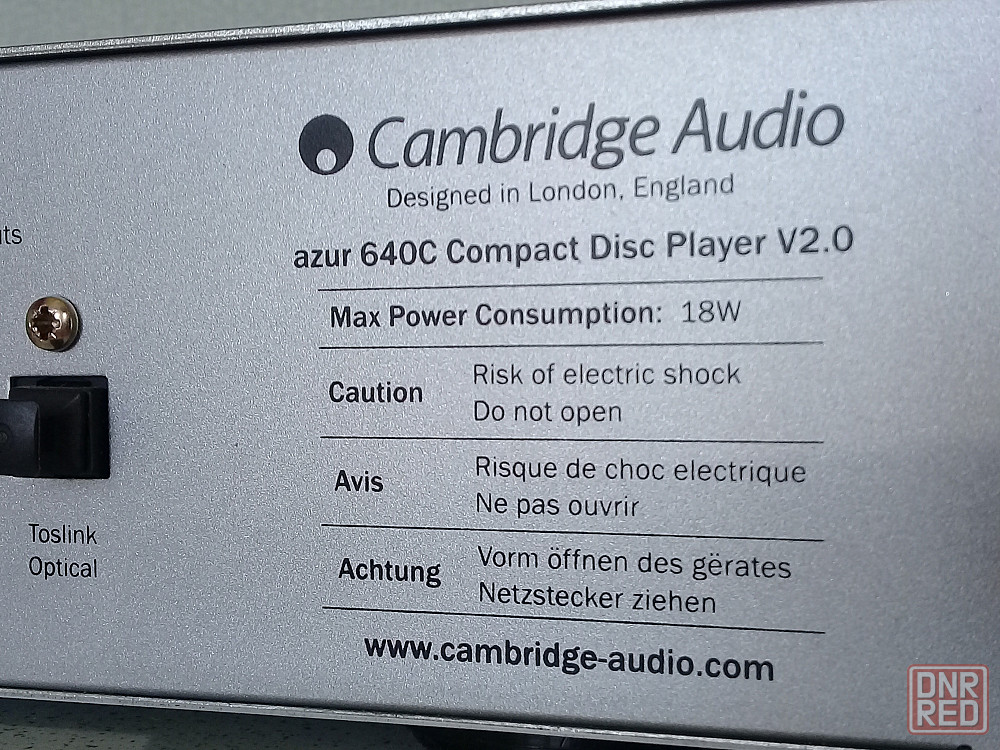 Cambridge Audio
Designed in London, England
azur 640C Compact Disc Player V2.0
Max Power Consumption: 18W
Caution
Risk of electric shock
Do not open
Avis
Risque de choc electrique
Ne pas ouvrir
Achtung
Vorm öffnen des gërates
Netzstecker ziehen
www.cambridge-audio.com
Toslink
Optical
DNR
RED